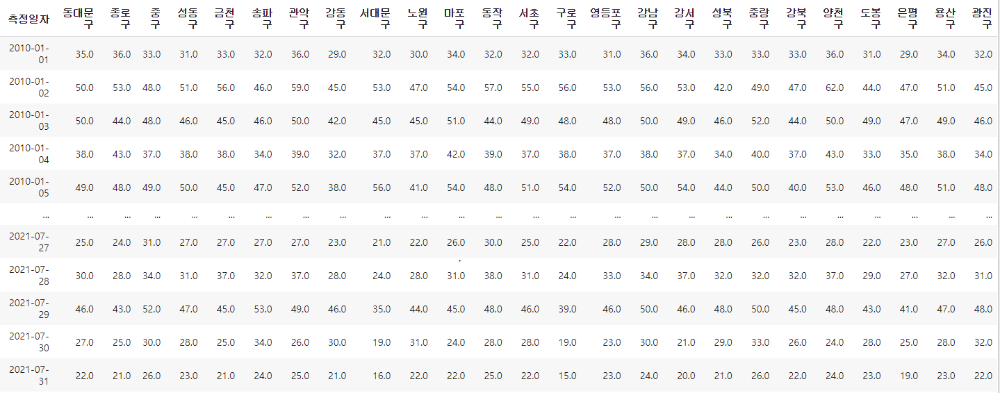 측정일자 동대문구 종로구 중구 성동구 금천구 송파구 관악구 강동구 서대문구 노원구 마포구 동작구 서초구 구로구 영등포구 강남구 강서구 성북구 중랑구 강북구 양천구 도봉구 은평구 용산구 광진구
2010-01-01 35.0 36.0 33.0 31.0 33.0 32.0 36.0 29.0 32.0 30.0 34.0 32.0 32.0 33.0 31.0 36.0 34.0 33.0 33.0 33.0 36.0 31.0 29.0 34.0 32.0
2010-01-02 50.0 53.0 48.0 51.0 56.0 46.0 59.0 45.0 53.0 47.0 54.0 57.0 55.0 56.0 53.0 56.0 53.0 42.0 49.0 47.0 62.0 44.0 47.0 51.0 45.0
2010-01-03 50.0 44.0 48.0 46.0 45.0 46.0 50.0 42.0 45.0 45.0 51.0 44.0 49.0 48.0 48.0 50.0 49.0 46.0 52.0 44.0 50.0 49.0 47.0 49.0 46.0
2010-01-04 38.0 43.0 37.0 38.0 38.0 34.0 39.0 32.0 37.0 37.0 42.0 39.0 37.0 38.0 37.0 38.0 37.0 34.0 40.0 37.0 43.0 33.0 35.0 38.0 34.0
2010-01-05 49.0 48.0 49.0 50.0 45.0 47.0 52.0 38.0 56.0 41.0 54.0 48.0 51.0 54.0 52.0 50.0 54.0 44.0 50.0 40.0 53.0 46.0 48.0 51.0 48.0
... ... ... ... ... ... ... ... ... ... ... ... ... ... ... ... ... ... ... ... ... ... ... ... ... ...
2021-07-27 25.0 24.0 31.0 27.0 27.0 27.0 27.0 23.0 21.0 22.0 26.0 30.0 25.0 22.0 28.0 29.0 28.0 28.0 26.0 23.0 28.0 22.0 23.0 27.0 26.0
2021-07-28 30.0 28.0 34.0 31.0 37.0 32.0 37.0 28.0 24.0 28.0 31.0 38.0 31.0 24.0 33.0 34.0 37.0 32.0 32.0 32.0 37.0 29.0 27.0 32.0 31.0
2021-07-29 46.0 43.0 52.0 47.0 45.0 53.0 49.0 46.0 35.0 44.0 45.0 48.0 46.0 39.0 46.0 50.0 46.0 48.0 50.0 45.0 48.0 43.0 41.0 47.0 48.0
2021-07-30 27.0 25.0 30.0 28.0 25.0 34.0 26.0 30.0 19.0 31.0 24.0 28.0 28.0 19.0 23.0 30.0 21.0 29.0 33.0 26.0 24.0 28.0 25.0 28.0 32.0
2021-07-31 22.0 21.0 26.0 23.0 21.0 24.0 25.0 21.0 16.0 22.0 22.0 25.0 22.0 15.0 23.0 24.0 20.0 21.0 26.0 22.0 24.0 23.0 19.0 23.0 22.0